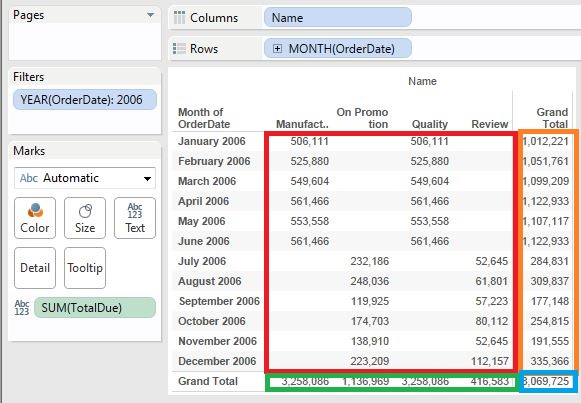 Pages
Columns Name
Rows MONTH(OrderDate)
Filters
YEAR(OrderDate): 2006
Marks
Abc Automatic
Color Size Abc 123 Text
Detail Tooltip
Abc 123 SUM(TotalDue)
Name
Month of OrderDate Manufact.. On Promo tion Quality Review Grand Total
January 2006 506,111 506,111 1,012,221
February 2006 525,880 525,880 1,051,761
March 2006 549,604 549,604 1,099,209
April 2006 561,466 561,466 1,122,933
May 2006 553,558 553,558 1,107,117
June 2006 561,466 561,466 1,122,933
July 2006 232,186 52,645 284,831
August 2006 248,036 61,801 309,837
September 2006 119,925 57,223 177,148
October 2006 174,703 80,112 254,815
November 2006 138,910 52,645 191,555
December 2006 223,209 112,157 335,366
Grand Total 3,258,086 1,136,969 3,258,086 416,583 8,069,725